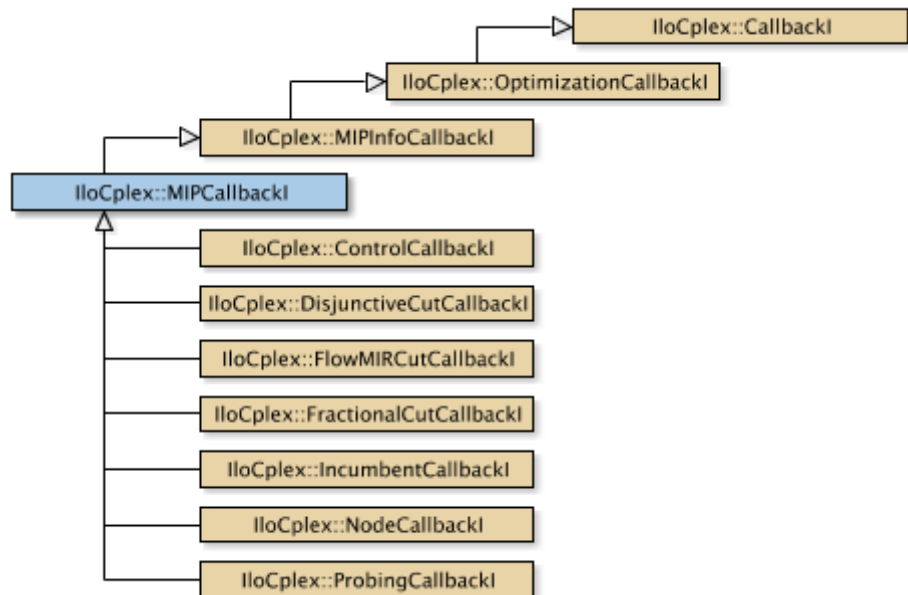 IloCplex::CallbackI
IloCplex::OptimizationCallbackI
IloCplex::MIPInfoCallbackI
IloCplex::MIPCallbackI
IloCplex::ControlCallbackI
IloCplex::DisjunctiveCutCallbackI
IloCplex::FlowMIRCutCallbackI
IloCplex::FractionalCutCallbackI
IloCplex::IncumbentCallbackI
IloCplex::NodeCallbackI
IloCplex::ProbingCallbackI